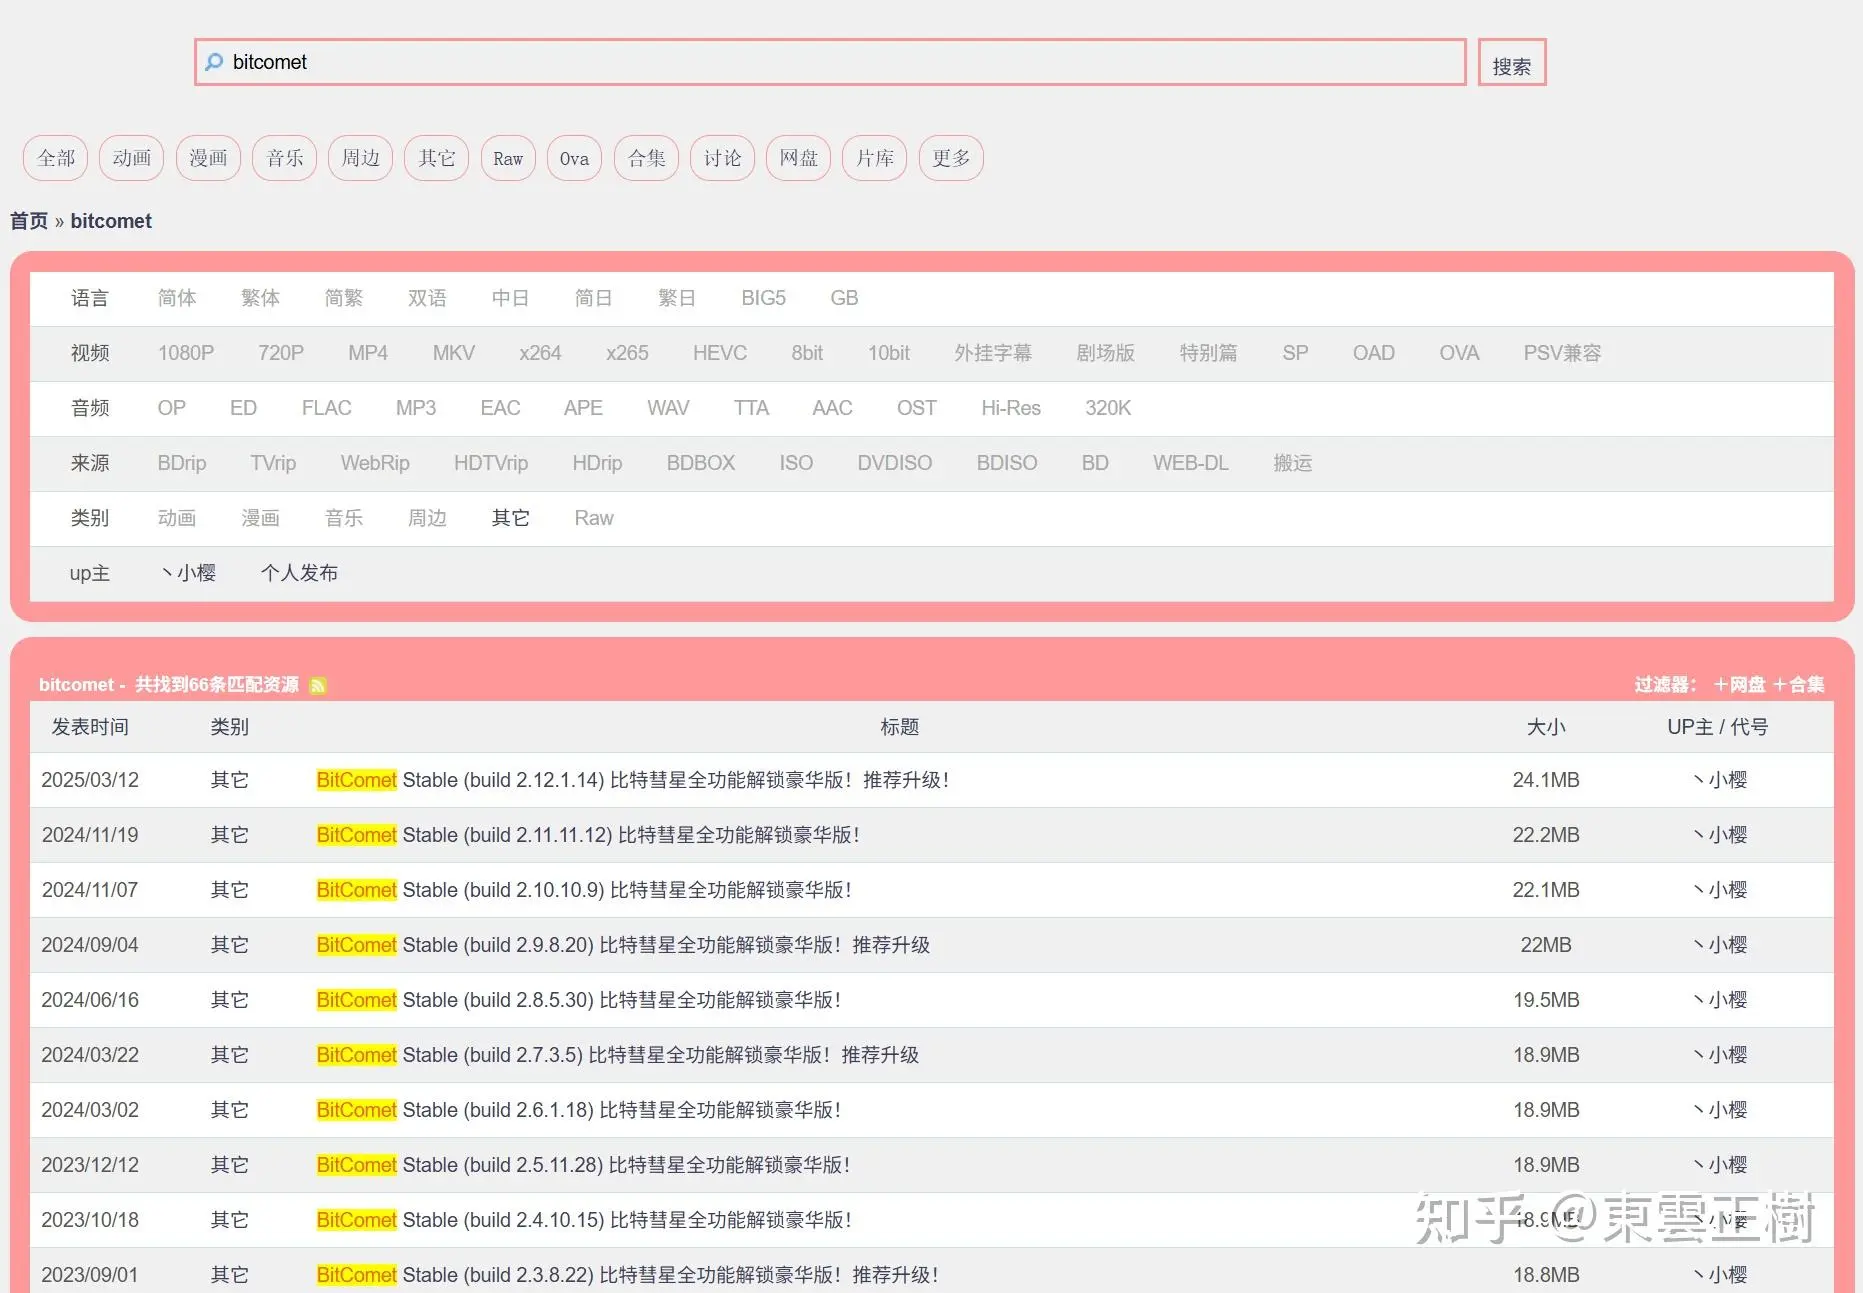 bitcomet 搜索
全部 动画 漫画 音乐 周边 其它 Raw Ova 合集 讨论 网盘 片库 更多
首页 » bitcomet
语言 简体 繁体 简繁 双语 中日 简日 繁日 BIG5 GB
视频 1080P 720P MP4 MKV x264 x265 HEVC 8bit 10bit 外挂字幕 剧场版 特别篇 SP OAD OVA PSV兼容
音频 OP ED FLAC MP3 EAC APE WAV TTA AAC OST Hi-Res 320K
来源 BDrip TVrip WebRip HDTVrip HDrip BDBOX ISO DVDISO BDISO BD WEB-DL 搬运
类别 动画 漫画 音乐 周边 其它 Raw
up主 丶小樱 个人发布
bitcomet - 共找到66条匹配资源 过滤器： ＋网盘 ＋合集
发表时间 类别 标题 大小 UP主 / 代号
2025/03/12 其它 BitComet Stable (build 2.12.1.14) 比特彗星全功能解锁豪华版！推荐升级！ 24.1MB 丶小樱
2024/11/19 其它 BitComet Stable (build 2.11.11.12) 比特彗星全功能解锁豪华版！ 22.2MB 丶小樱
2024/11/07 其它 BitComet Stable (build 2.10.10.9) 比特彗星全功能解锁豪华版！ 22.1MB 丶小樱
2024/09/04 其它 BitComet Stable (build 2.9.8.20) 比特彗星全功能解锁豪华版！推荐升级 22MB 丶小樱
2024/06/16 其它 BitComet Stable (build 2.8.5.30) 比特彗星全功能解锁豪华版！ 19.5MB 丶小樱
2024/03/22 其它 BitComet Stable (build 2.7.3.5) 比特彗星全功能解锁豪华版！推荐升级 18.9MB 丶小樱
2024/03/02 其它 BitComet Stable (build 2.6.1.18) 比特彗星全功能解锁豪华版！ 18.9MB 丶小樱
2023/12/12 其它 BitComet Stable (build 2.5.11.28) 比特彗星全功能解锁豪华版！ 18.9MB 丶小樱
2023/10/18 其它 BitComet Stable (build 2.4.10.15) 比特彗星全功能解锁豪华版！ 18.9MB 丶小樱
知乎 @東雲正樹
2023/09/01 其它 BitComet Stable (build 2.3.8.22) 比特彗星全功能解锁豪华版！推荐升级！ 18.8MB 丶小樱